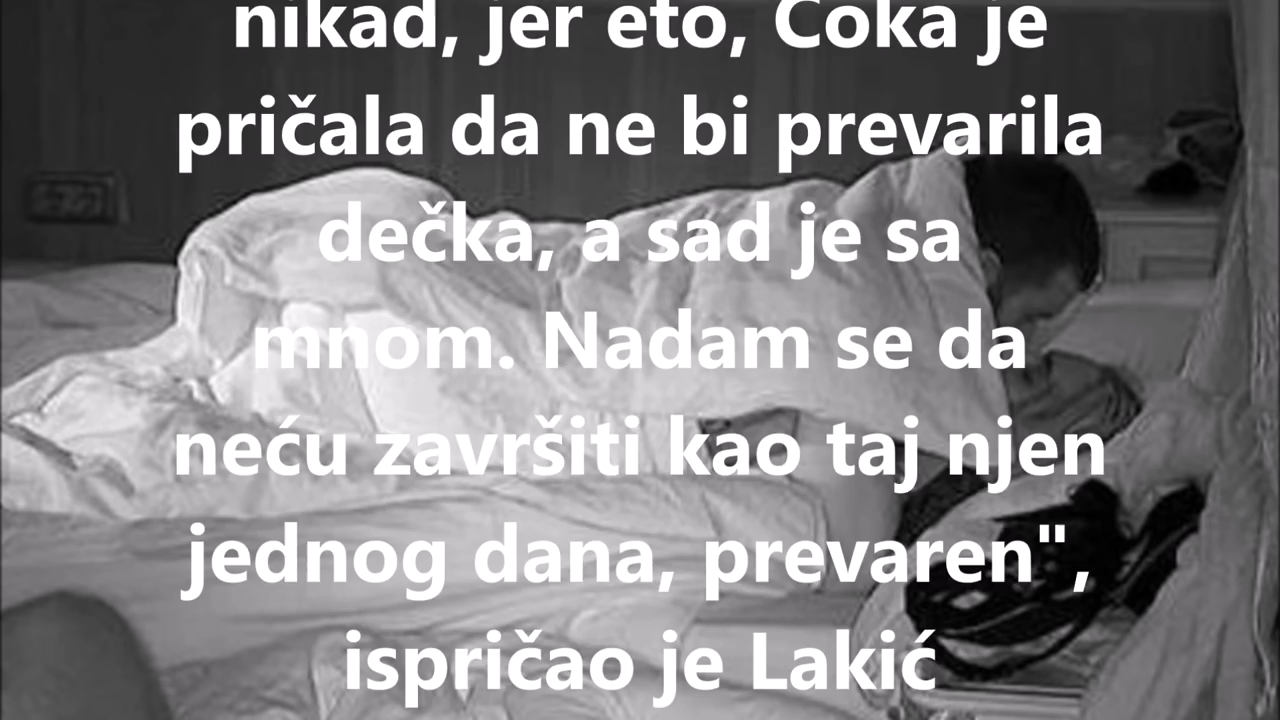 nikad, jer eto, Coka je
pričala da ne bi prevarila
dečka, a sad je sa
mnom. Nadam se da
neću završiti kao taj njen
jednog dana, prevaren",
ispričao je Lakić